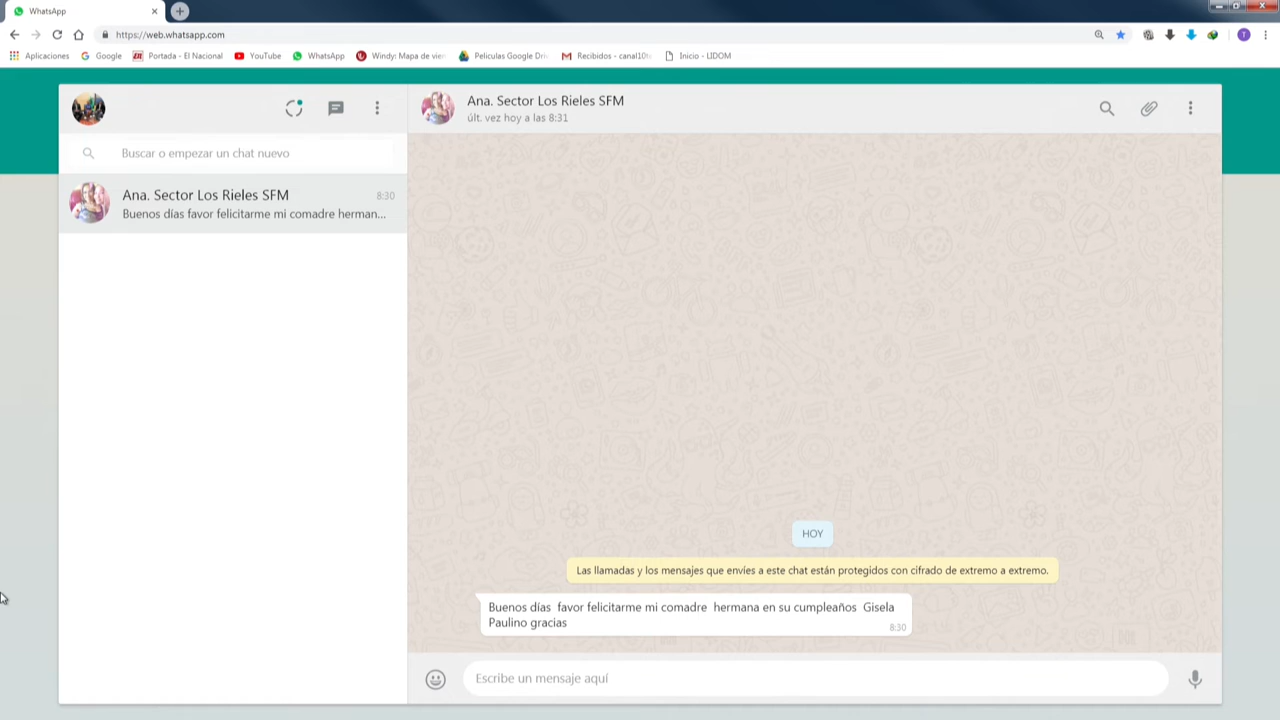 WhatsApp
https://web.whatsapp.com
Aplicaciones
Google
Portada - El Nacional
YouTube
WhatsApp
Windy: Mapa de vien
Películas Google Driv
Recibidos - canal10te
Inicio - LIDOM
T
Buscar o empezar un chat nuevo
Ana. Sector Los Rieles SFM
8:30
Buenos días favor felicitarme mi comadre herman...
Ana. Sector Los Rieles SFM
últ. vez hoy a las 8:31
HOY
Las llamadas y los mensajes que envíes a este chat están protegidos con cifrado de extremo a extremo.
Buenos días favor felicitarme mi comadre hermana en su cumpleaños Gisela
Paulino gracias
8:30
Escribe un mensaje aquí